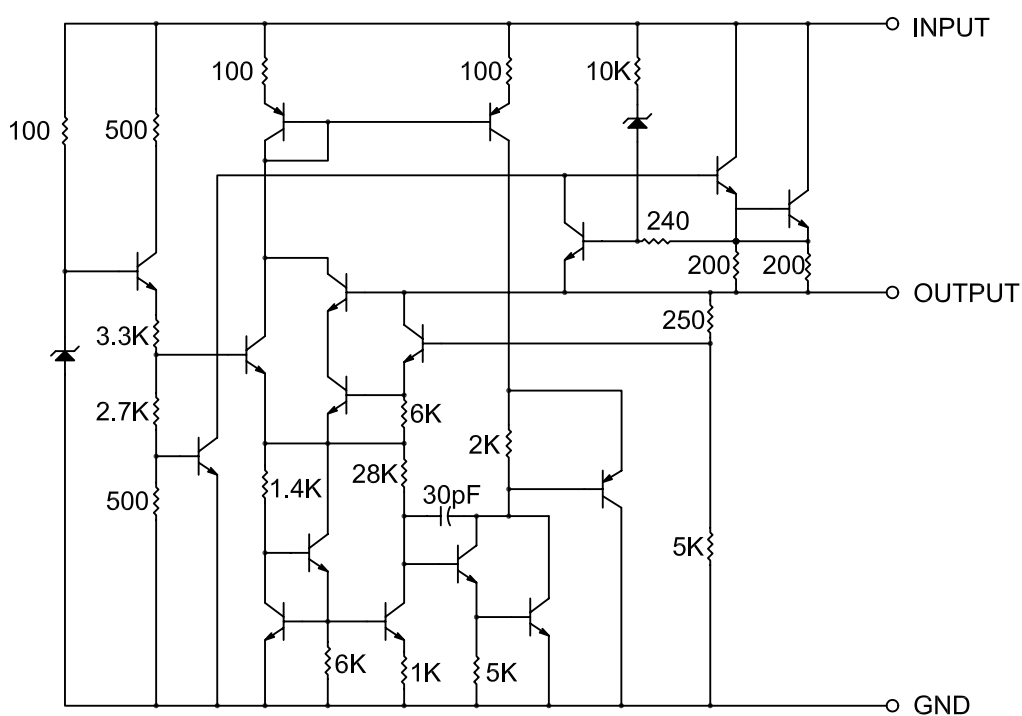 INPUT
100
100
10K
100
500
240
200
200
OUTPUT
250
3.3K
2.7K
6K
2K
28K
1.4K
500
30pF
5K
6K
1K
5K
GND